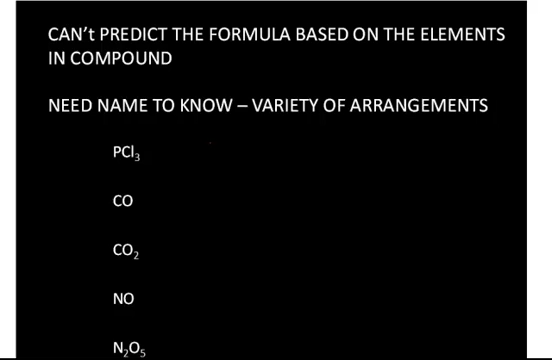 CAN't PREDICT THE FORMULA BASED ON THE ELEMENTS
IN COMPOUND
NEED NAME TO KNOW – VARIETY OF ARRANGEMENTS
PCl₃
CO
CO₂
NO
N₂O₅